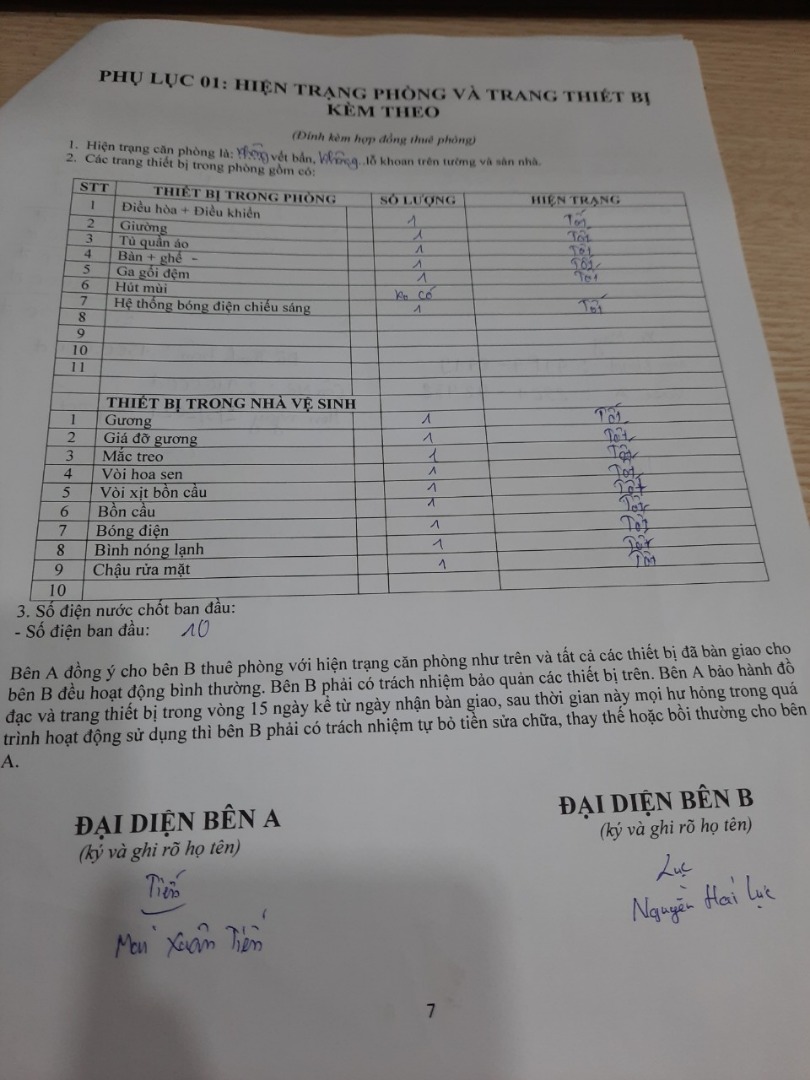 PHỤ LỤC 01: HIỆN TRẠNG PHÒNG VÀ TRANG THIẾT BỊ
KÈM THEO
(Đính kèm hợp đồng thuê phòng)
1. Hiện trạng căn phòng là: Không vết bẩn, không lỗ khoan trên tường và sàn nhà.
2. Các trang thiết bị trong phòng gồm có:
STT THIẾT BỊ TRONG PHÒNG SỐ LƯỢNG HIỆN TRẠNG
1 Điều hòa + Điều khiển 1 Tốt
2 Giường 1 Tốt
3 Tủ quần áo 1 Tốt
4 Bàn + ghế - 1 Tốt
5 Ga gối đệm 1 Tốt
6 Hút mùi ko có
7 Hệ thống bóng điện chiếu sáng 1 Tốt
8
9
10
11
THIẾT BỊ TRONG NHÀ VỆ SINH
1 Gương 1 Tốt
2 Giá đỡ gương 1 Tốt
3 Mắc treo 1 Tốt
4 Vòi hoa sen 1 Tốt
5 Vòi xịt bồn cầu 1 Tốt
6 Bồn cầu 1 Tốt
7 Bóng điện 1 Tốt
8 Bình nóng lạnh 1 Tốt
9 Chậu rửa mặt 1 Tốt
10
3. Số điện nước chốt ban đầu:
- Số điện ban đầu: 10
Bên A đồng ý cho bên B thuê phòng với hiện trạng căn phòng như trên và tất cả các thiết bị đã bàn giao cho
bên B đều hoạt động bình thường. Bên B phải có trách nhiệm bảo quản các thiết bị trên. Bên A bảo hành đồ
đạc và trang thiết bị trong vòng 15 ngày kể từ ngày nhận bàn giao, sau thời gian này mọi hư hỏng trong quá
trình hoạt động sử dụng thì bên B phải có trách nhiệm tự bỏ tiền sửa chữa, thay thế hoặc bồi thường cho bên
A.
ĐẠI DIỆN BÊN A
(ký và ghi rõ họ tên)
Tiến
Mai Xuân Tiến
ĐẠI DIỆN BÊN B
(ký và ghi rõ họ tên)
Lực
Nguyễn Hải Lực
7